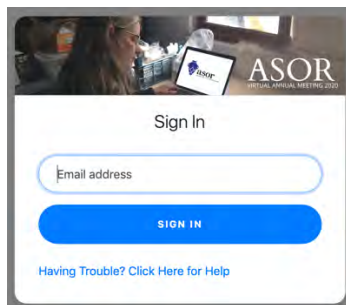 asor
ASOR
VIRTUAL ANNUAL MEETING 2020
Sign In
Email address
SIGN IN
Having Trouble? Click Here for Help